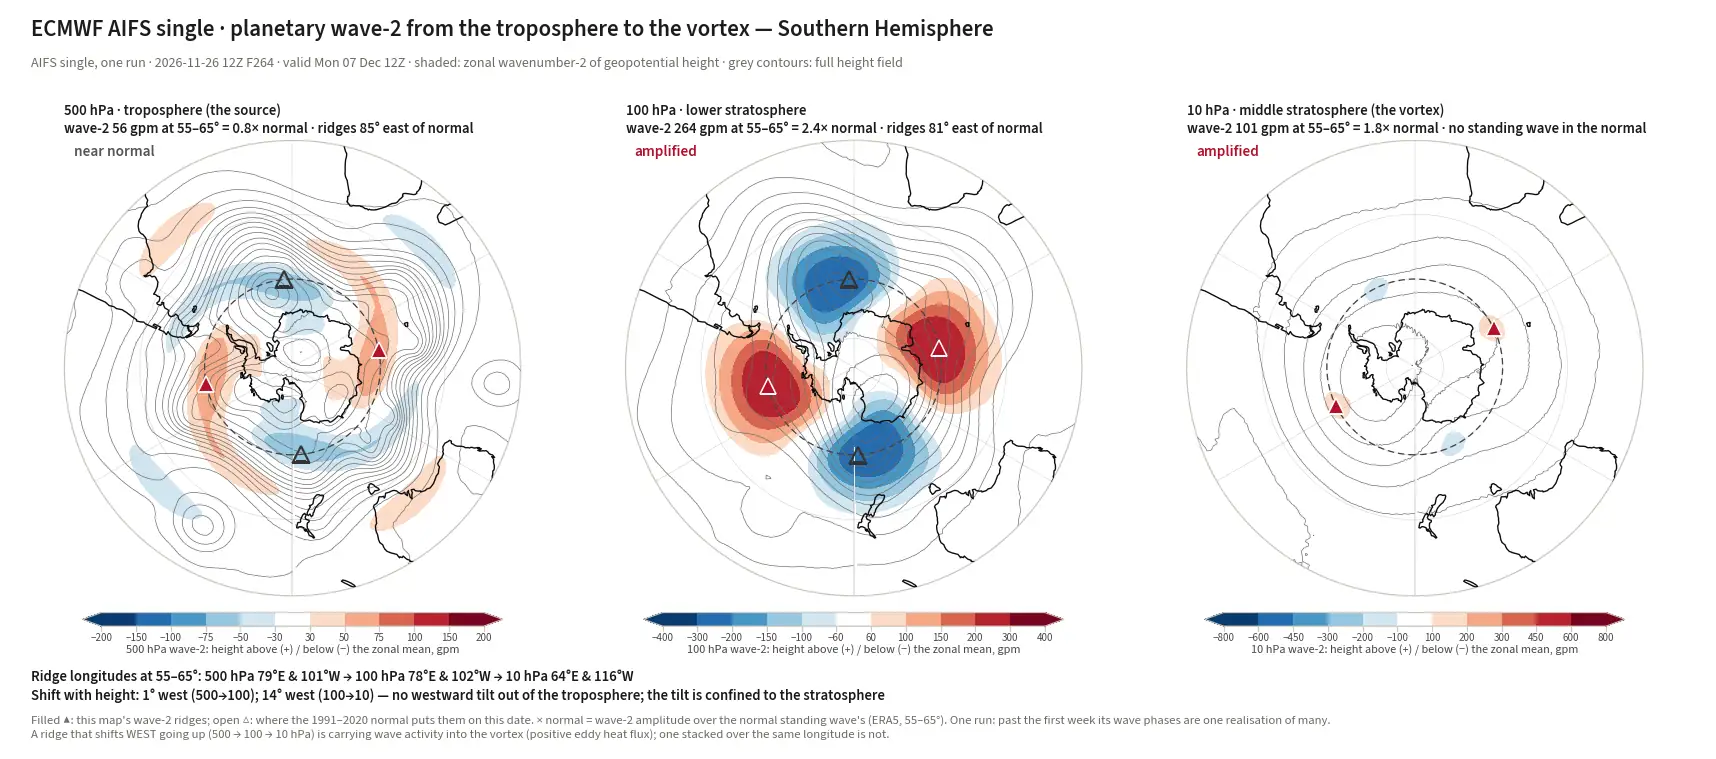 ECMWF AIFS single · planetary wave-2 from the troposphere to the vortex — Southern Hemisphere
AIFS single, one run · 2026-11-26 12Z F264 · valid Mon 07 Dec 12Z · shaded: zonal wavenumber-2 of geopotential height · grey contours: full height field
500 hPa · troposphere (the source)
wave-2 56 gpm at 55–65° = 0.8× normal · ridges 85° east of normal
near normal
100 hPa · lower stratosphere
wave-2 264 gpm at 55–65° = 2.4× normal · ridges 81° east of normal
amplified
10 hPa · middle stratosphere (the vortex)
wave-2 101 gpm at 55–65° = 1.8× normal · no standing wave in the normal
amplified
−200 −150 −100 −75 −50 −30 30 50 75 100 150 200
500 hPa wave-2: height above (+) / below (−) the zonal mean, gpm
−400 −300 −200 −150 −100 −60 60 100 150 200 300 400
100 hPa wave-2: height above (+) / below (−) the zonal mean, gpm
−800 −600 −450 −300 −200 −100 100 200 300 450 600 800
10 hPa wave-2: height above (+) / below (−) the zonal mean, gpm
Ridge longitudes at 55–65°: 500 hPa 79°E & 101°W → 100 hPa 78°E & 102°W → 10 hPa 64°E & 116°W
Shift with height: 1° west (500→100); 14° west (100→10) — no westward tilt out of the troposphere; the tilt is confined to the stratosphere
Filled ▲: this map's wave-2 ridges; open △: where the 1991–2020 normal puts them on this date. × normal = wave-2 amplitude over the normal standing wave's (ERA5, 55–65°). One run: past the first week its wave phases are one realisation of many.
A ridge that shifts WEST going up (500 → 100 → 10 hPa) is carrying wave activity into the vortex (positive eddy heat flux); one stacked over the same longitude is not.